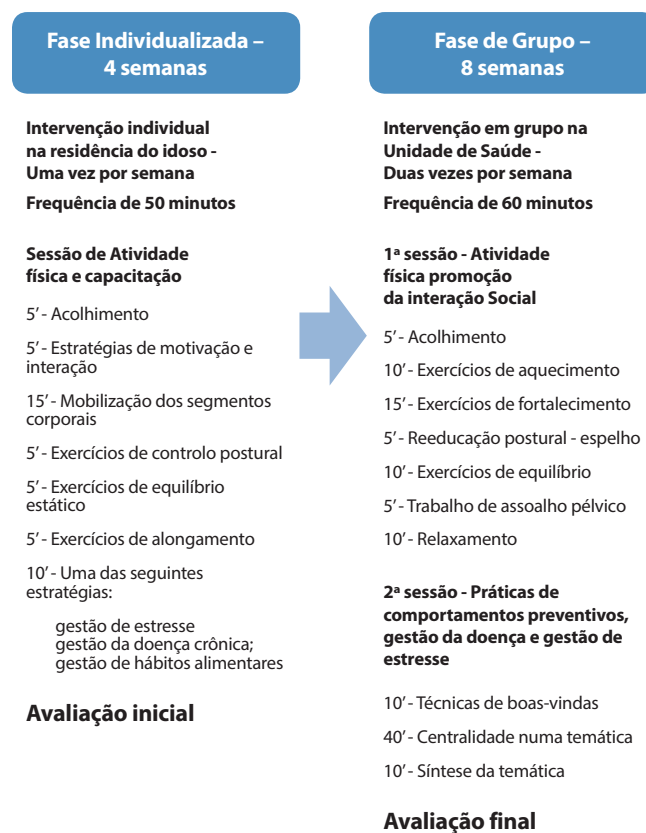 Fase Individualizada –
4 semanas
Intervenção individual
na residência do idoso -
Uma vez por semana
Frequência de 50 minutos
Sessão de Atividade
física e capacitação
5’ - Acolhimento
5’ - Estratégias de motivação e
interação
15’ - Mobilização dos segmentos
corporais
5’ - Exercícios de controlo postural
5’ - Exercícios de equilíbrio
estático
5’ - Exercícios de alongamento
10’ - Uma das seguintes
estratégias:
gestão de estresse
gestão da doença crônica;
gestão de hábitos alimentares
Avaliação inicial
Fase de Grupo –
8 semanas
Intervenção em grupo na
Unidade de Saúde -
Duas vezes por semana
Frequência de 60 minutos
1ª sessão - Atividade
física promoção
da interação Social
5’ - Acolhimento
10’ - Exercícios de aquecimento
15’ - Exercícios de fortalecimento
5’ - Reeducação postural - espelho
10’ - Exercícios de equilíbrio
5’ - Trabalho de assoalho pélvico
10’ - Relaxamento
2ª sessão - Práticas de
comportamentos preventivos,
gestão da doença e gestão de
estresse
10’ - Técnicas de boas-vindas
40’ - Centralidade numa temática
10’ - Síntese da temática
Avaliação final